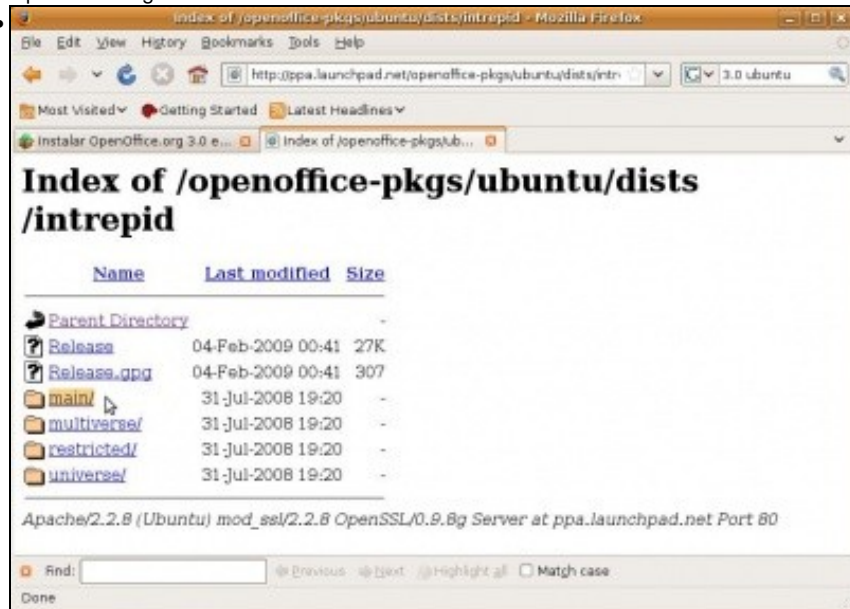 Index of /openoffice-pkgs/ubuntu/dists/intrepid - Mozilla Firefox
File Edit View History Bookmarks Tools Help
http://ppa.launchpad.net/openoffice-pkgs/ubuntu/dists/intr 3.0 ubuntu
Most Visited Getting Started Latest Headlines
Instalar OpenOffice.org 3.0 e... Index of /openoffice-pkgs/ub...
Index of /openoffice-pkgs/ubuntu/dists
/intrepid
Name Last modified Size
Parent Directory -
Release 04-Feb-2009 00:41 27K
Release.gpg 04-Feb-2009 00:41 307
main/ 31-Jul-2008 19:20 -
multiverse/ 31-Jul-2008 19:20 -
restricted/ 31-Jul-2008 19:20 -
universe/ 31-Jul-2008 19:20 -
Apache/2.2.8 (Ubuntu) mod_ssl/2.2.8 OpenSSL/0.9.8g Server at ppa.launchpad.net Port 80
Find: Previous Next Highlight all Match case
Done